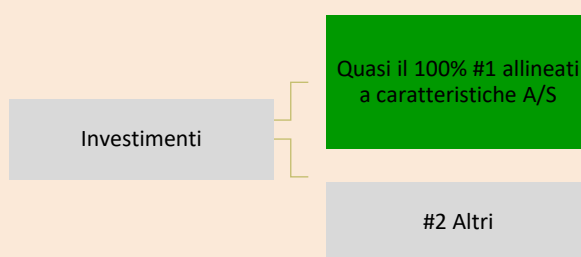 Quasi il 100% #1 allineati
a caratteristiche A/S
Investimenti
#2 Altri